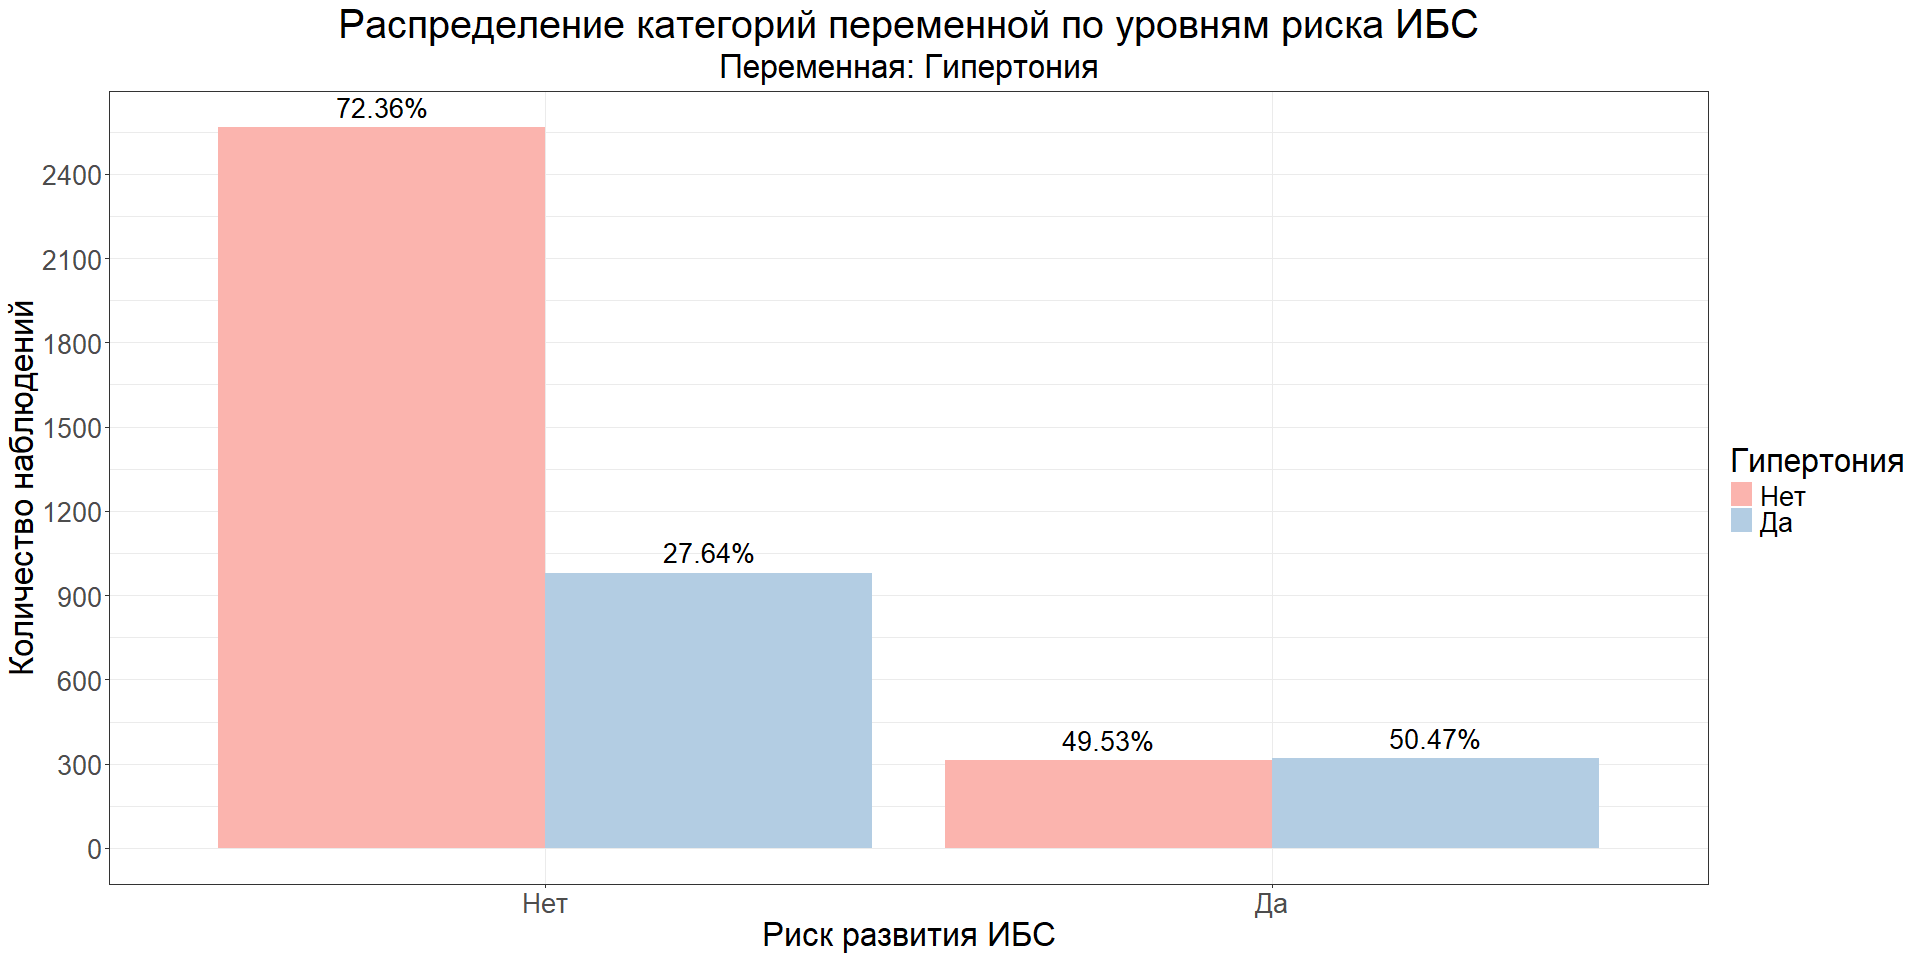 Распределение категорий переменной по уровням риска ИБС
Переменная: Гипертония
72.36%
27.64%
49.53%
50.47%
2400
2100
1800
1500
1200
900
600
300
0
Количество наблюдений
Нет
Да
Риск развития ИБС
Гипертония
Нет
Да